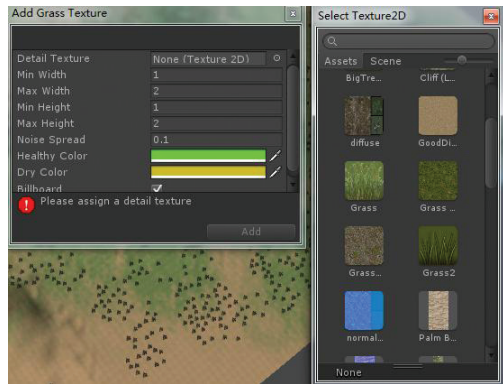 Add Grass Texture
Detail Texture None (Texture 2D)
Min Width 1
Max Width 2
Min Height 1
Max Height 2
Noise Spread 0.1
Healthy Color
Dry Color
Billboard
Please assign a detail texture
Add
Select Texture2D
Assets Scene
BigTre... Cliff (L...
diffuse GoodDi...
Grass Grass ...
Grass... Grass2
normal... Palm B...
None